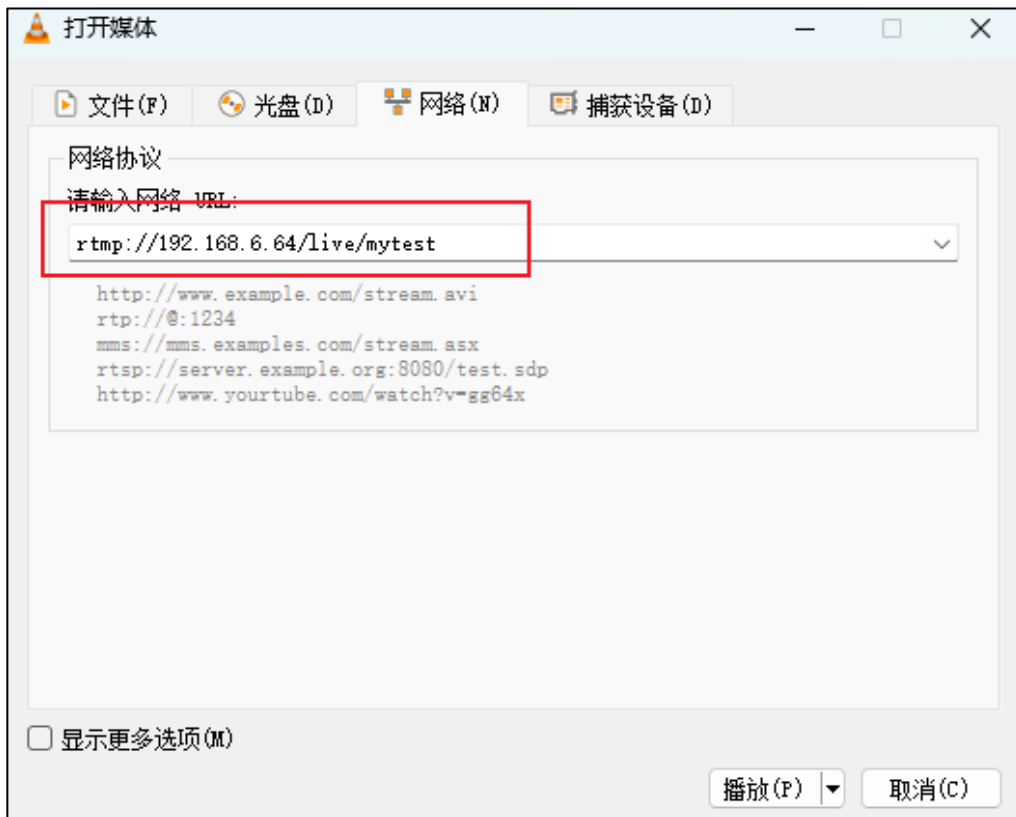 打开媒体
文件(F) 光盘(D) 网络(N) 捕获设备(D)
网络协议
请输入网络 URL:
rtmp://192.168.6.64/live/mytest
http://www.example.com/stream.avi
rtp://@:1234
mms://mms.examples.com/stream.asx
rtsp://server.example.org:8080/test.sdp
http://www.yourtube.com/watch?v=gg64x
显示更多选项(M)
播放(P) 取消(C)